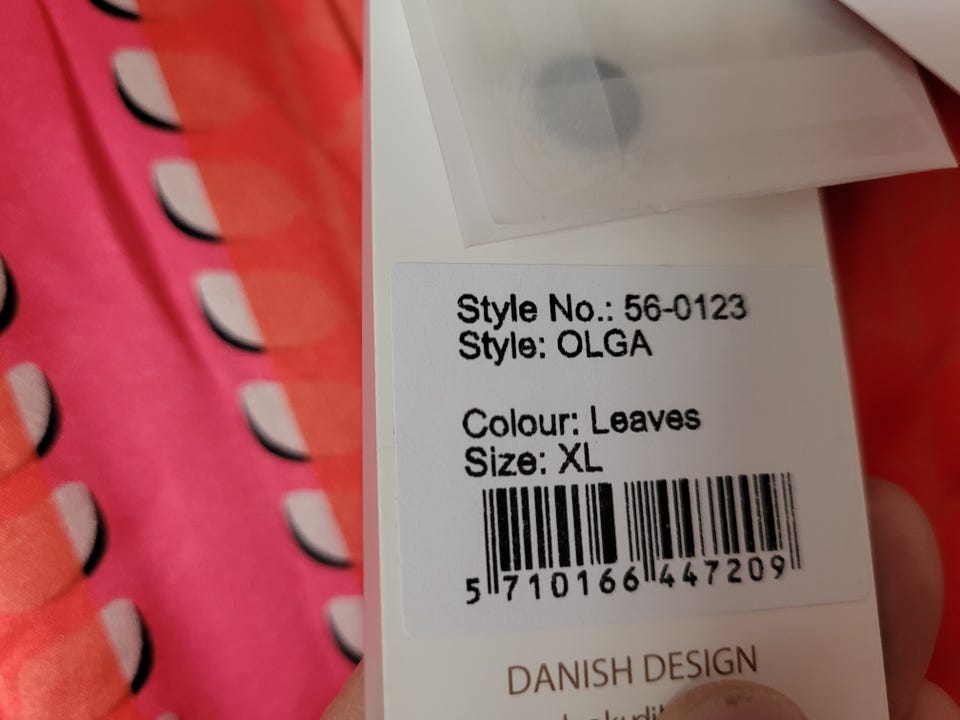 Style No.: 56-0123
Style: OLGA
Colour: Leaves
Size: XL
5 710166 447209
DANISH DESIGN